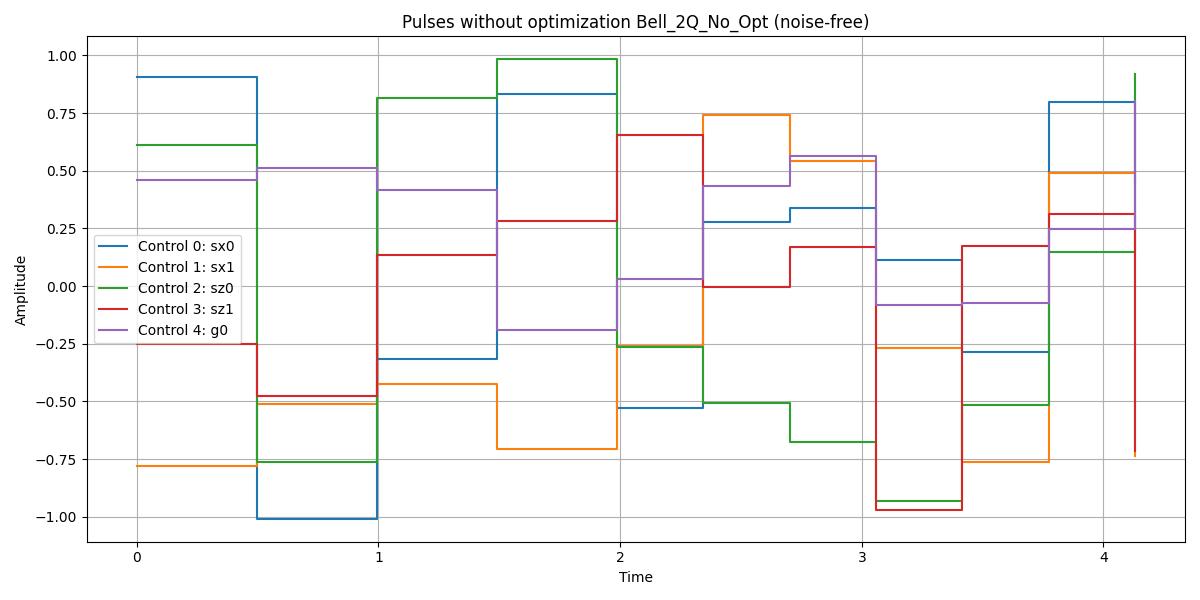 Pulses without optimization Bell_2Q_No_Opt (noise-free)
Amplitude
1.00
0.75
0.50
0.25
0.00
−0.25
−0.50
−0.75
−1.00
Control 0: sx0
Control 1: sx1
Control 2: sz0
Control 3: sz1
Control 4: g0
0 1 2 3 4
Time